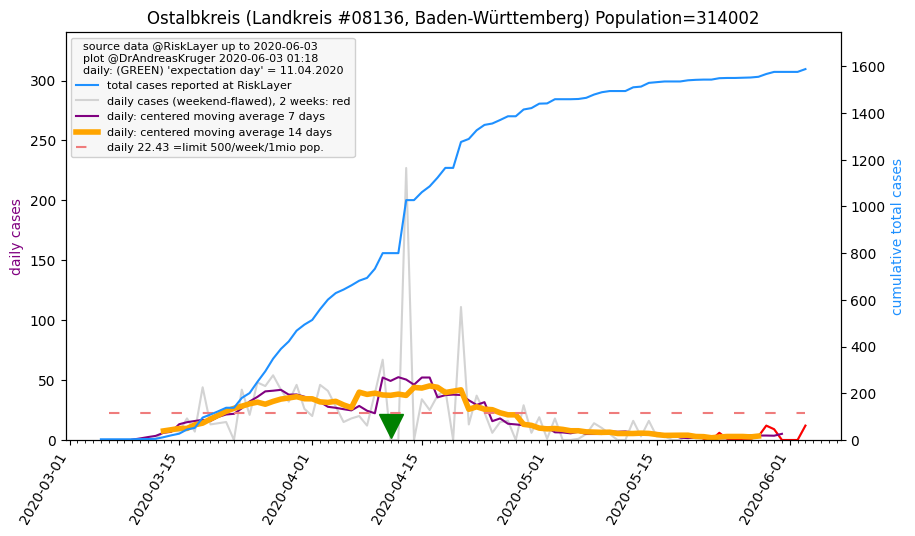 Ostalbkreis (Landkreis #08136, Baden-Württemberg) Population=314002
source data @RiskLayer up to 2020-06-03
plot @DrAndreasKruger 2020-06-03 01:18
daily: (GREEN) 'expectation day' = 11.04.2020
total cases reported at RiskLayer
daily cases (weekend-flawed), 2 weeks: red
daily: centered moving average 7 days
daily: centered moving average 14 days
daily 22.43 =limit 500/week/1mio pop.
daily cases
300
250
200
150
100
50
0
1600
1400
1200
1000
800
600
400
200
0
cumulative total cases
2020-03-01
2020-03-15
2020-04-01
2020-04-15
2020-05-01
2020-05-15
2020-06-01